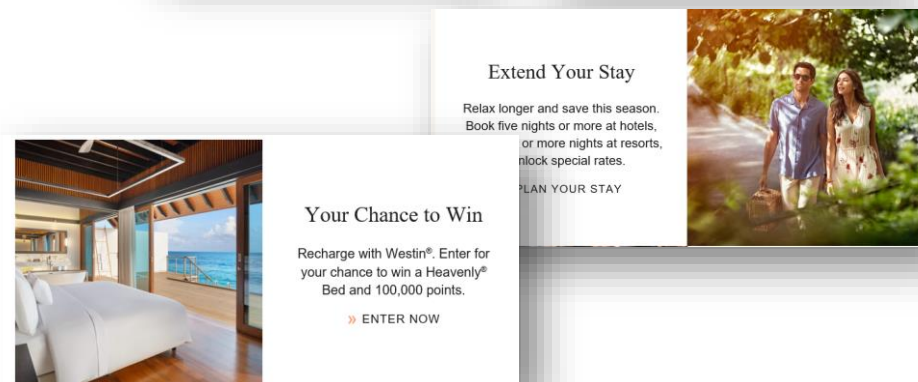 Extend Your Stay
Relax longer and save this season.
Book five nights or more at hotels,
or more nights at resorts,
special rates.
YOUR STAY
Your Chance to Win
Recharge with Westin®. Enter for
your chance to win a Heavenly®
Bed and 100,000 points.
» ENTER NOW